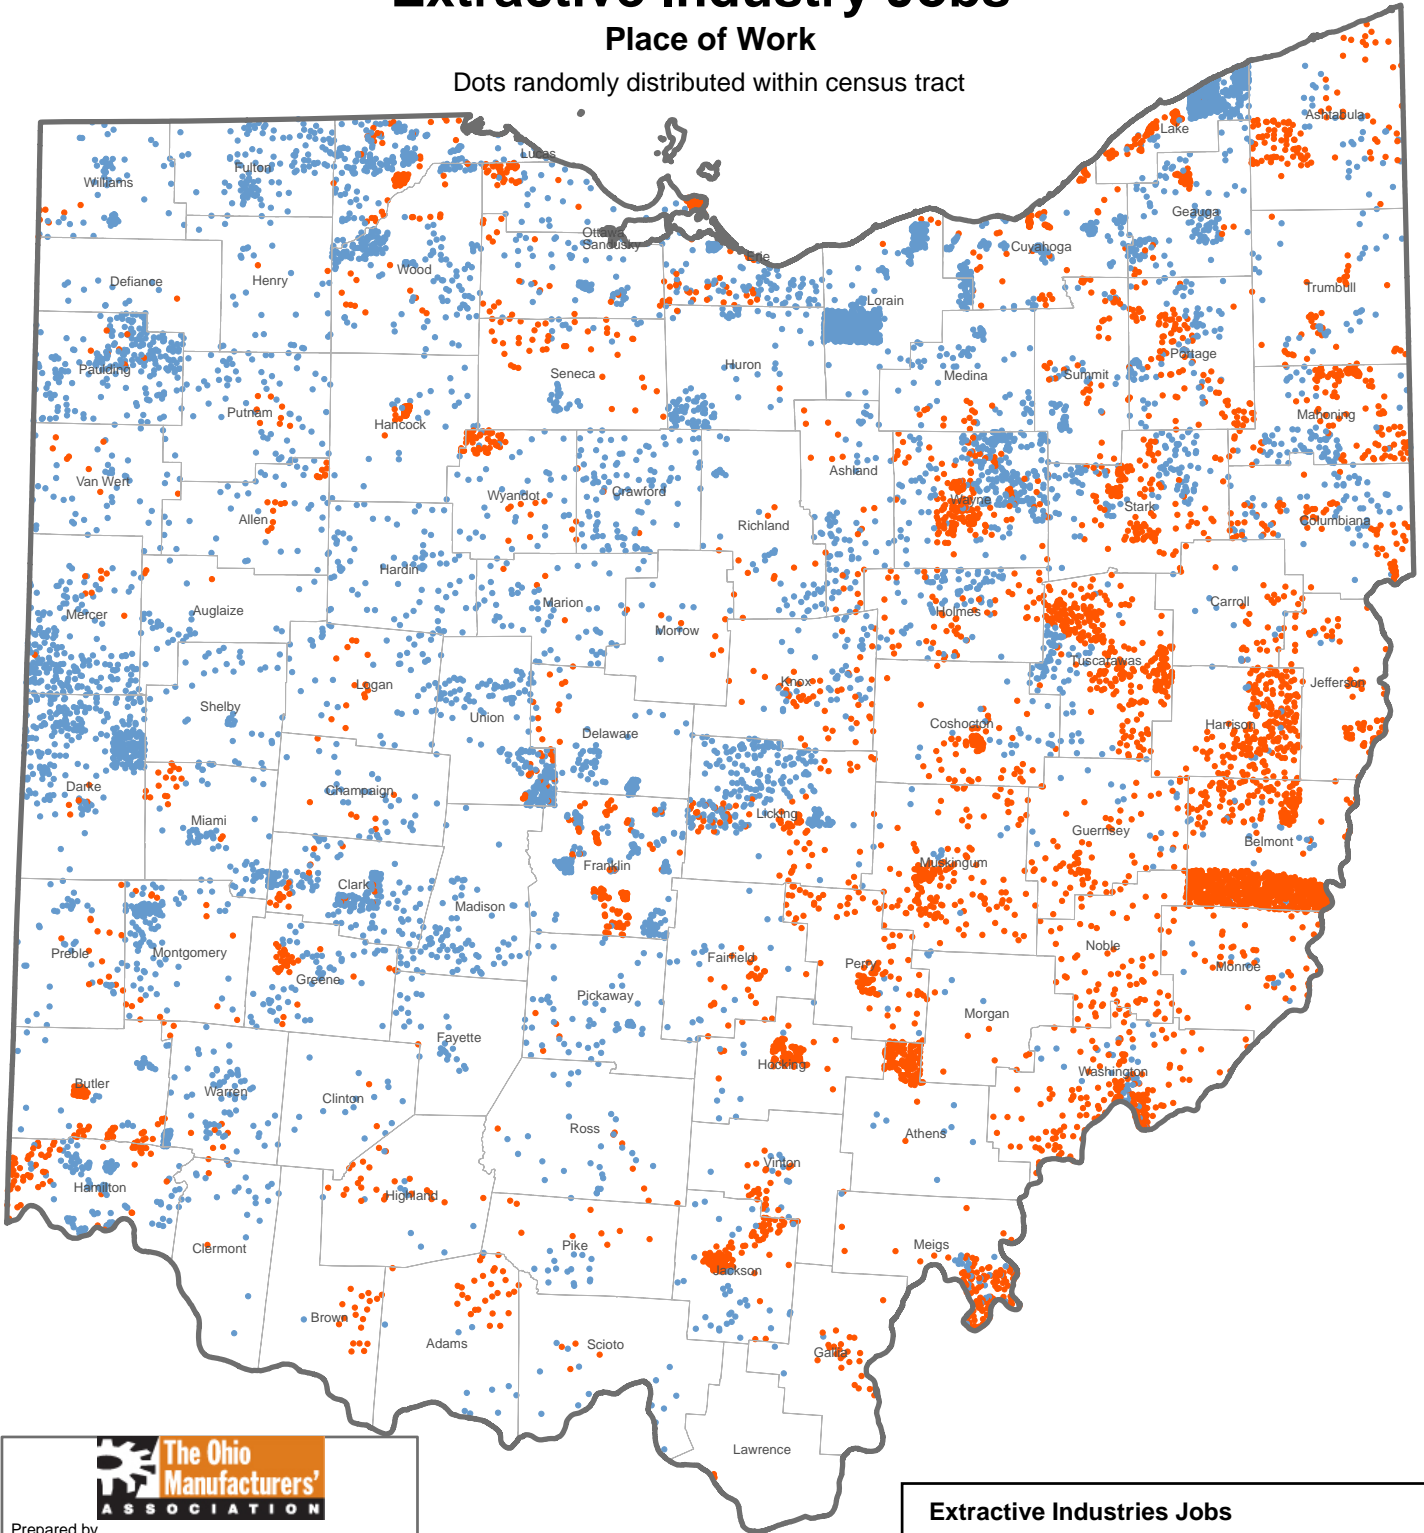 Extractive Industry Jobs
Place of Work
Dots randomly distributed within census tract
Lake
Ashtabula
Lucas
Fulton
Williams
Geauga
Ottawa
Sandusky
Cuyahoga
Erie
Wood
Henry
Defiance
Trumbull
Lorain
Portage
Huron
Paulding
Seneca
Medina
Summit
Putnam
Hancock
Mahoning
Ashland
Van Wert
Wyandot
Crawford
Wayne
Stark
Allen
Richland
Columbiana
Hardin
Mercer
Auglaize
Marion
Holmes
Carroll
Morrow
Tuscarawas
Logan
Knox
Jefferson
Shelby
Union
Coshocton
Harrison
Delaware
Darke
Champaign
Licking
Miami
Guernsey
Belmont
Franklin
Muskingum
Clark
Madison
Preble
Montgomery
Greene
Fairfield
Perry
Noble
Monroe
Pickaway
Morgan
Fayette
Hocking
Washington
Butler
Warren
Clinton
Ross
Athens
Vinton
Hamilton
Highland
Clermont
Pike
Meigs
Jackson
Brown
Adams
Scioto
Gallia
Lawrence
The Ohio
Manufacturers'
ASSOCIATION
Prepared by
Extractive Industries Jobs